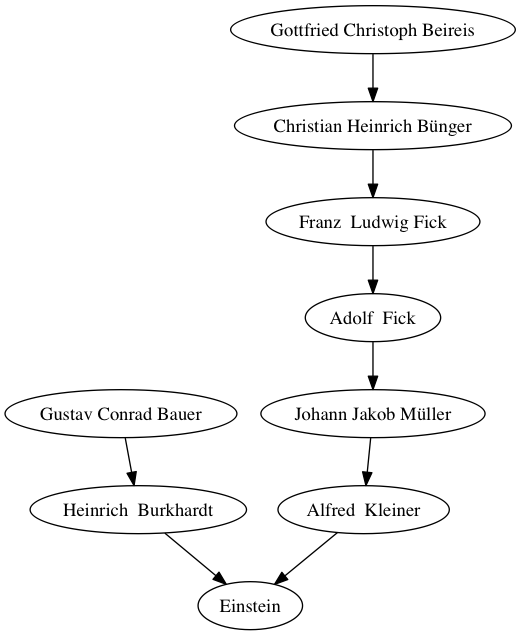 Gottfried Christoph Beireis
Christian Heinrich Bünger
Franz  Ludwig Fick
Adolf  Fick
Gustav Conrad Bauer
Johann Jakob Müller
Heinrich  Burkhardt
Alfred  Kleiner
Einstein